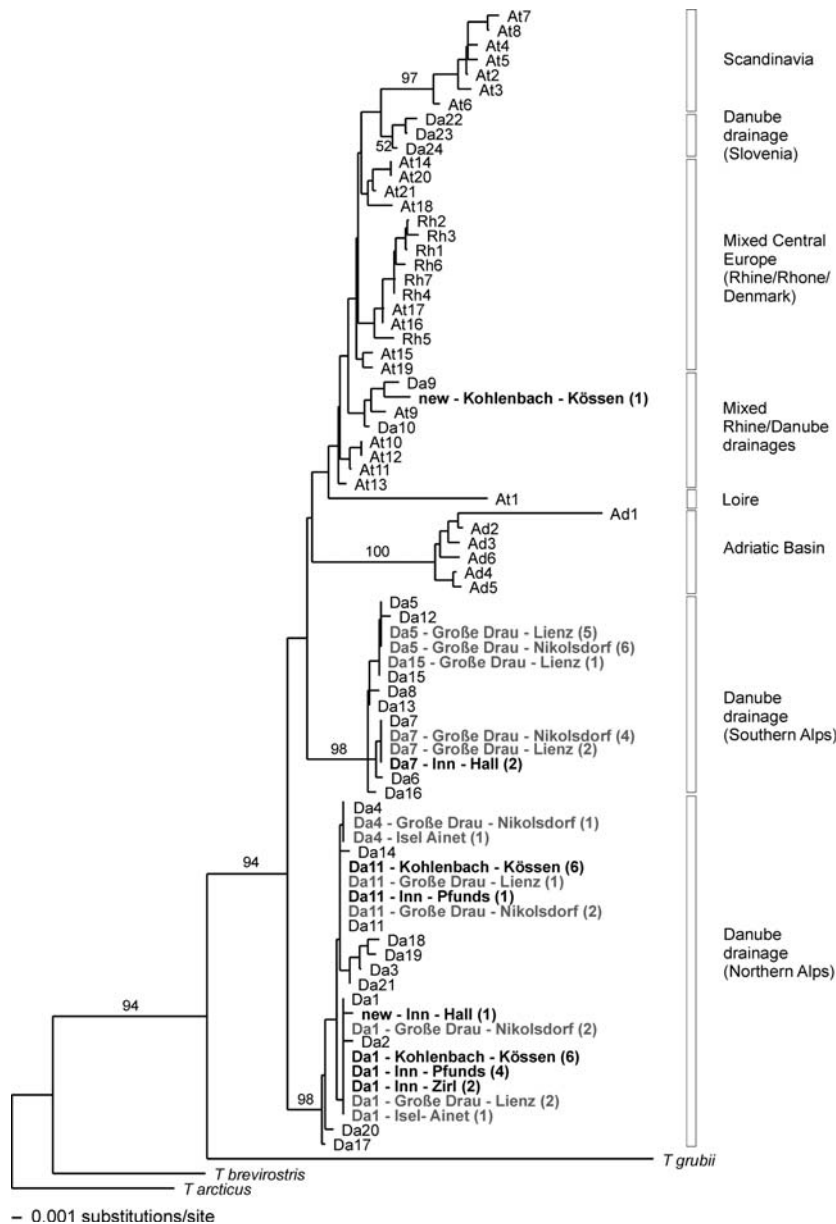 At7
At8
At4
At5
At2
97
At3
At6
Scandinavia
Da22
Da23
52
Da24
Danube
drainage
(Slovenia)
At14
At20
At21
At18
Rh2
Rh3
Rh1
Rh6
Rh7
Rh4
At17
At16
Rh5
At15
At19
Mixed Central
Europe
(Rhine/Rhone/
Denmark)
Da9
new - Kohlenbach - Kössen (1)
At9
Da10
At10
At12
At11
At13
Mixed
Rhine/Danube
drainages
At1
Loire
Ad1
Ad2
Ad3
100
Ad6
Ad4
Ad5
Adriatic Basin
Da5
Da12
Da5 - Große Drau - Lienz (5)
Da5 - Große Drau - Nikolsdorf (6)
Da15 - Große Drau - Lienz (1)
Da15
Da8
Da13
Da7
Da7 - Große Drau - Nikolsdorf (4)
Da7 - Große Drau - Lienz (2)
98
Da7 - Inn - Hall (2)
Da6
Da16
Danube
drainage
(Southern Alps)
Da4
Da4 - Große Drau - Nikolsdorf (1)
Da4 - Isel Ainet (1)
Da14
94
Da11 - Kohlenbach - Kössen (6)
Da11 - Große Drau - Lienz (1)
Da11 - Inn - Pfunds (1)
Da11 - Große Drau - Nikolsdorf (2)
Da11
Da18
Da19
Da3
Da21
Da1
94
new - Inn - Hall (1)
Da1 - Große Drau - Nikolsdorf (2)
Da2
Da1 - Kohlenbach - Kössen (6)
Da1 - Inn - Pfunds (4)
Da1 - Inn - Zirl (2)
98
Da1 - Große Drau - Lienz (2)
Da1 - Isel- Ainet (1)
Da20
Da17
Danube
drainage
(Northern Alps)
T grubii
T brevirostris
T arcticus
– 0.001 substitutions/site